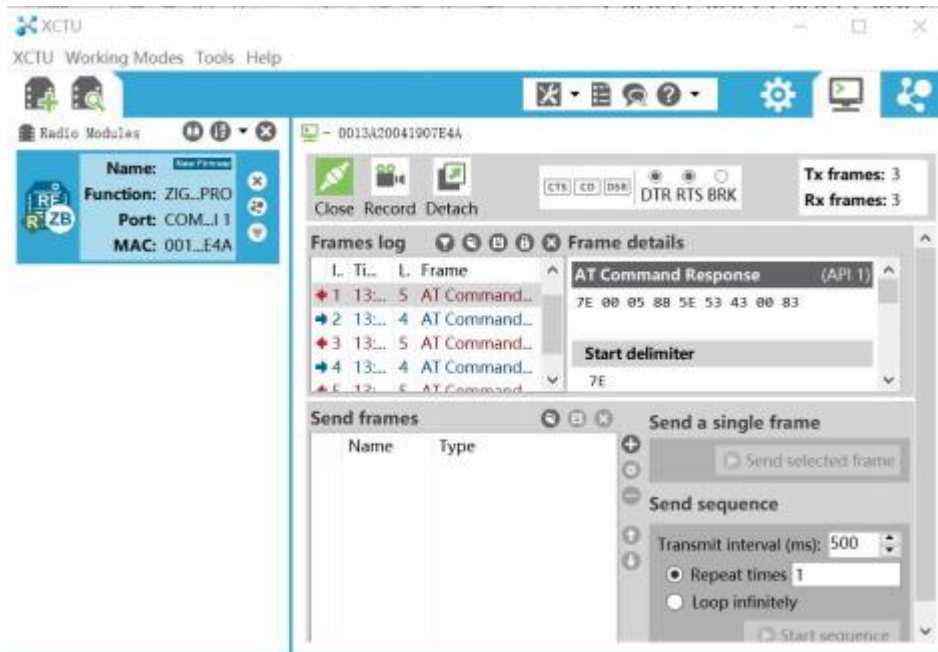 XCTU
XCTU Working Modes Tools Help
Radio Modules
Name:
Function: ZIG...PRO
Port: COM...I 1
MAC: 001...E4A
- 0013A20041907E4A
Close Record Detach
CTS CD DSR
DTR RTS BRK
Tx frames: 3
Rx frames: 3
Frames log
I.. Ti... L. Frame
1 13:... 5 AT Command...
2 13:... 4 AT Command...
3 13:... 5 AT Command...
4 13:... 4 AT Command...
Frame details
AT Command Response (API 1)
7E 00 05 88 5E 53 43 00 83
Start delimiter
7E
Send frames
Name Type
Send a single frame
Send selected frame
Send sequence
Transmit interval (ms): 500
Repeat times 1
Loop infinitely
Start sequence